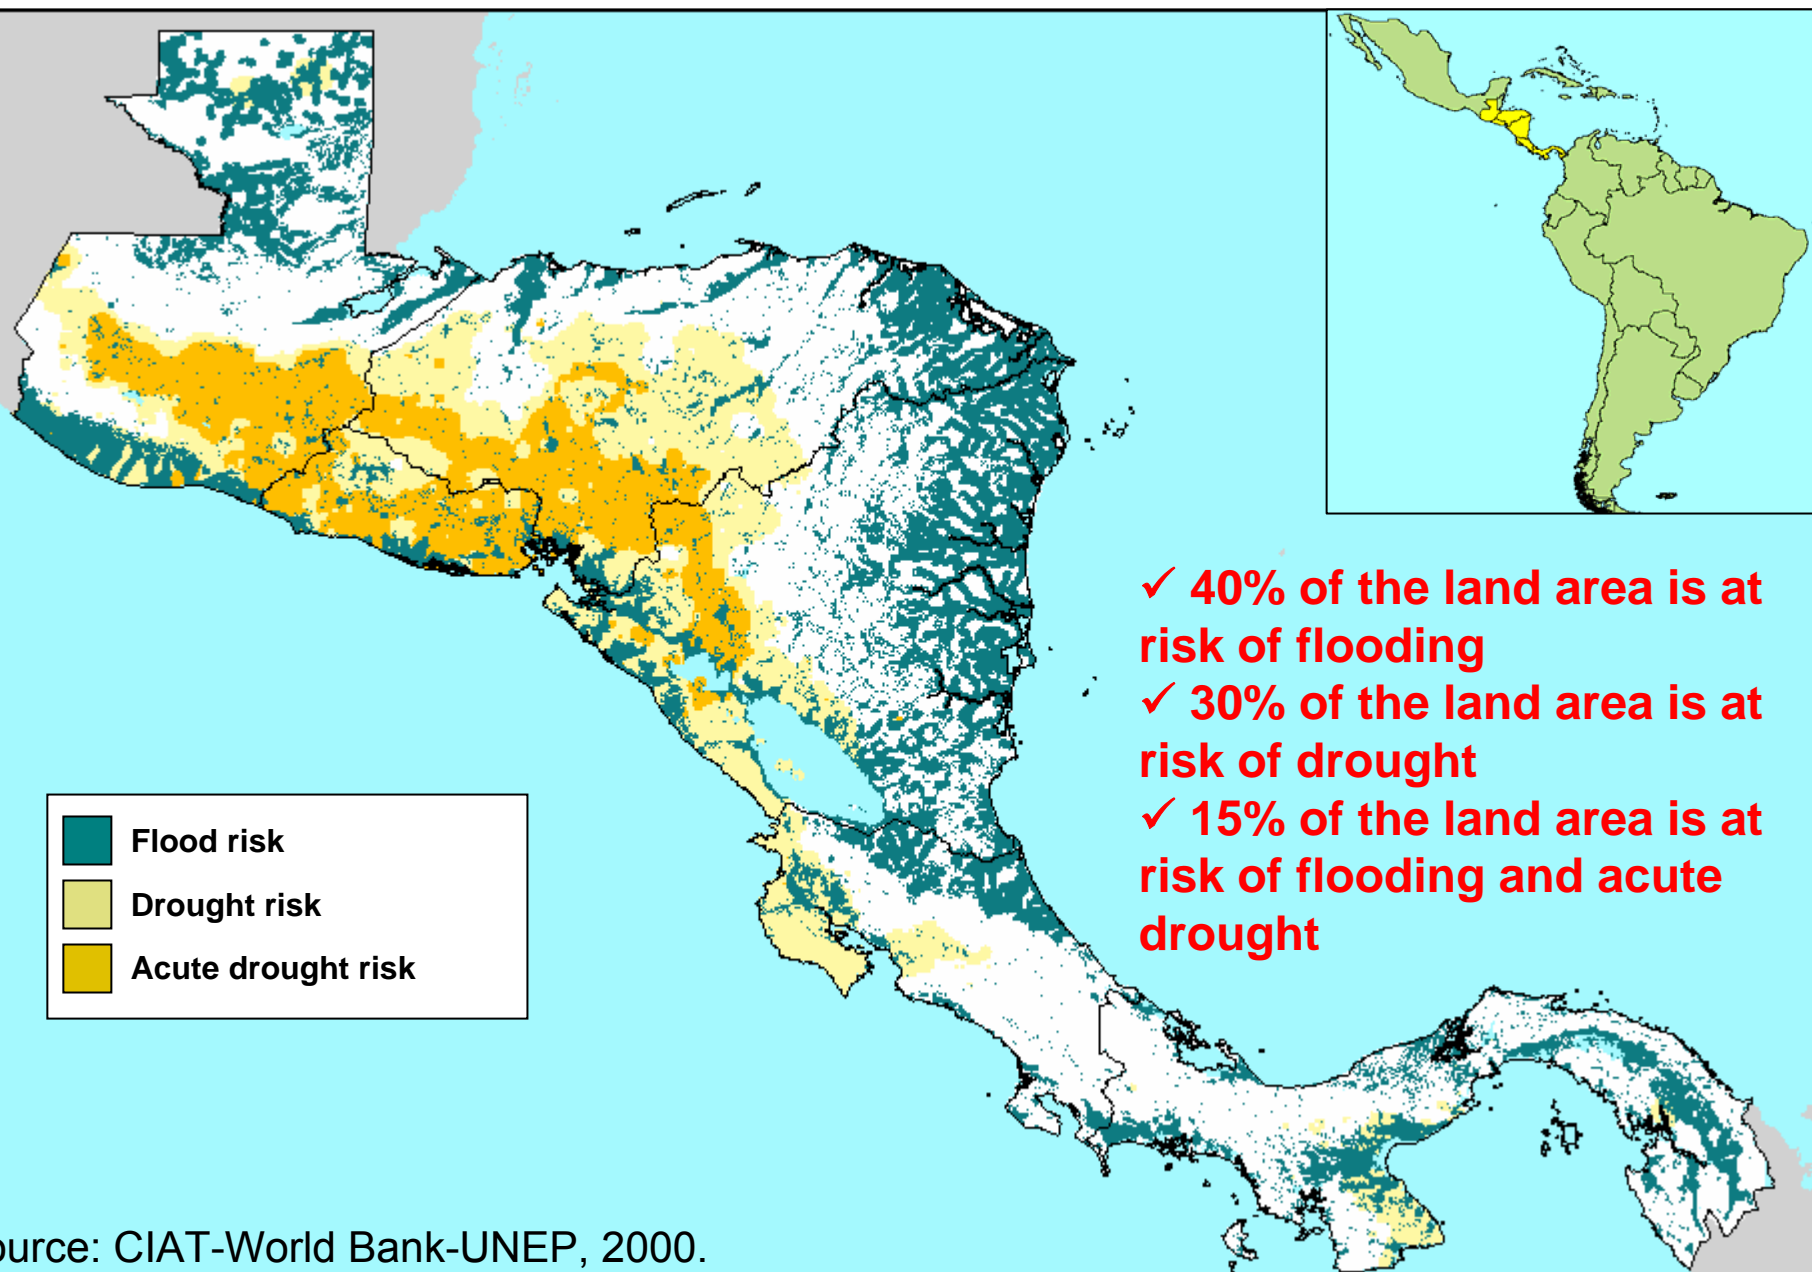 ✓ 40% of the land area is at
risk of flooding
✓ 30% of the land area is at
risk of drought
✓ 15% of the land area is at
risk of flooding and acute
drought
Flood risk
Drought risk
Acute drought risk
ource: CIAT-World Bank-UNEP, 2000.